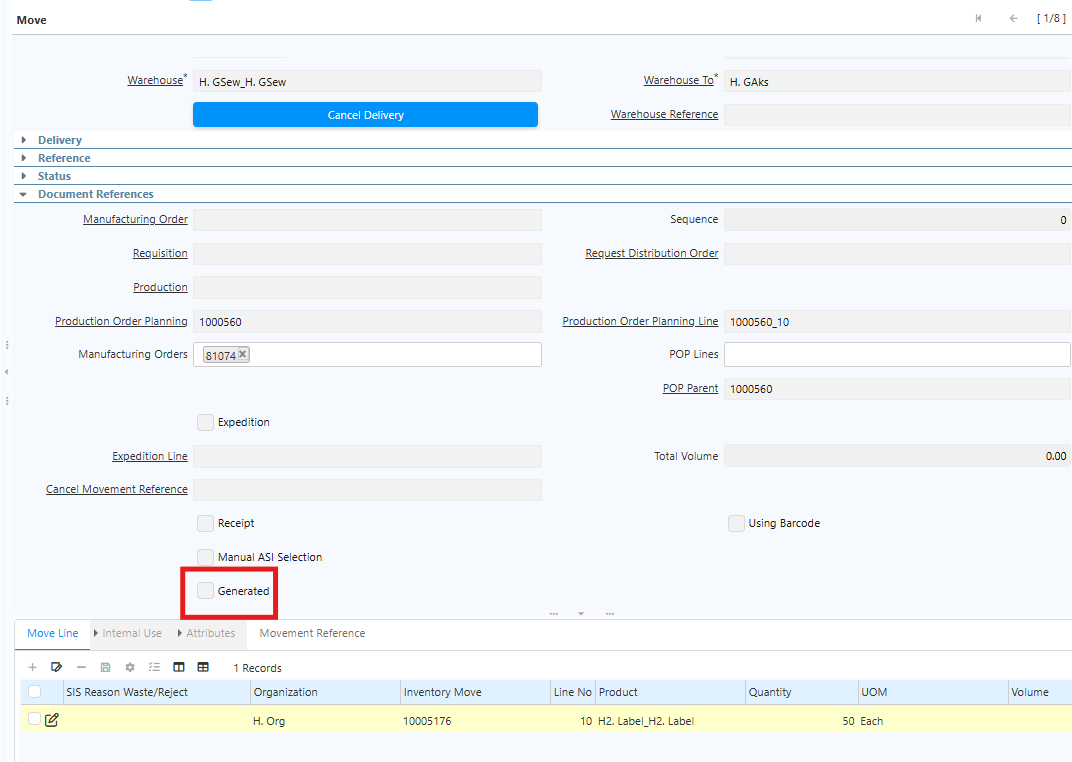 Move
[ 1/8 ]
Warehouse* H. GSew_H. GSew Warehouse To* H. GAks
Cancel Delivery Warehouse Reference
Delivery
Reference
Status
Document References
Manufacturing Order Sequence 0
Requisition Request Distribution Order
Production
Production Order Planning 1000560 Production Order Planning Line 1000560_10
Manufacturing Orders 81074 POP Lines
POP Parent 1000560
Expedition
Expedition Line Total Volume 0.00
Cancel Movement Reference
Receipt Using Barcode
Manual ASI Selection
Generated
Move Line Internal Use Attributes Movement Reference
1 Records
SIS Reason Waste/Reject Organization Inventory Move Line No Product Quantity UOM Volume
H. Org 10005176 10 H2. Label_H2. Label 50 Each